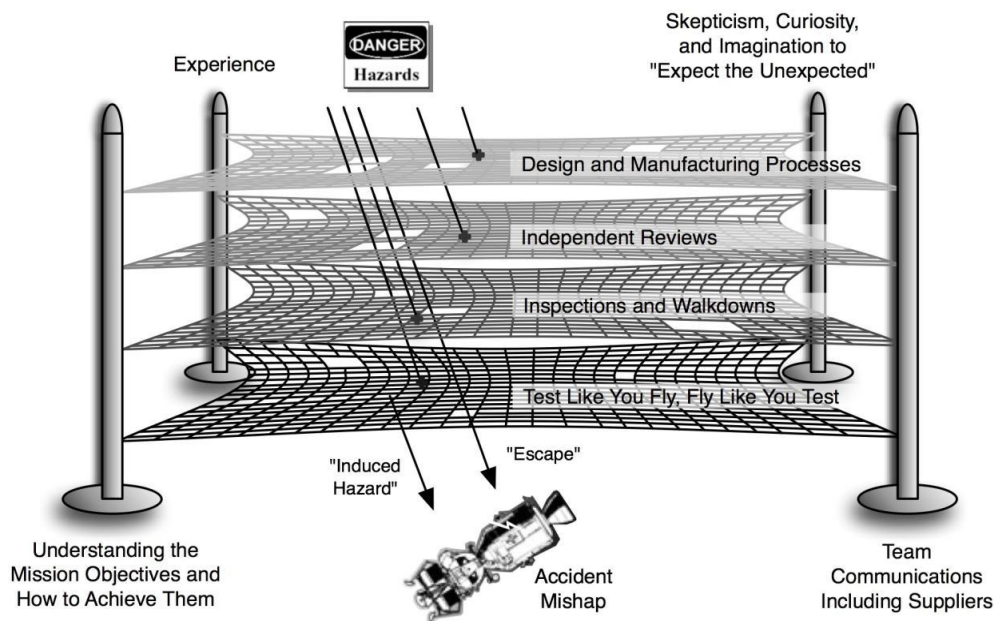 DANGER
Hazards
Experience
Skepticism, Curiosity,
and Imagination to
"Expect the Unexpected"
Design and Manufacturing Processes
Independent Reviews
Inspections and Walkdowns
Test Like You Fly, Fly Like You Test
"Induced
Hazard"
"Escape"
Understanding the
Mission Objectives and
How to Achieve Them
Accident
Mishap
Team
Communications
Including Suppliers